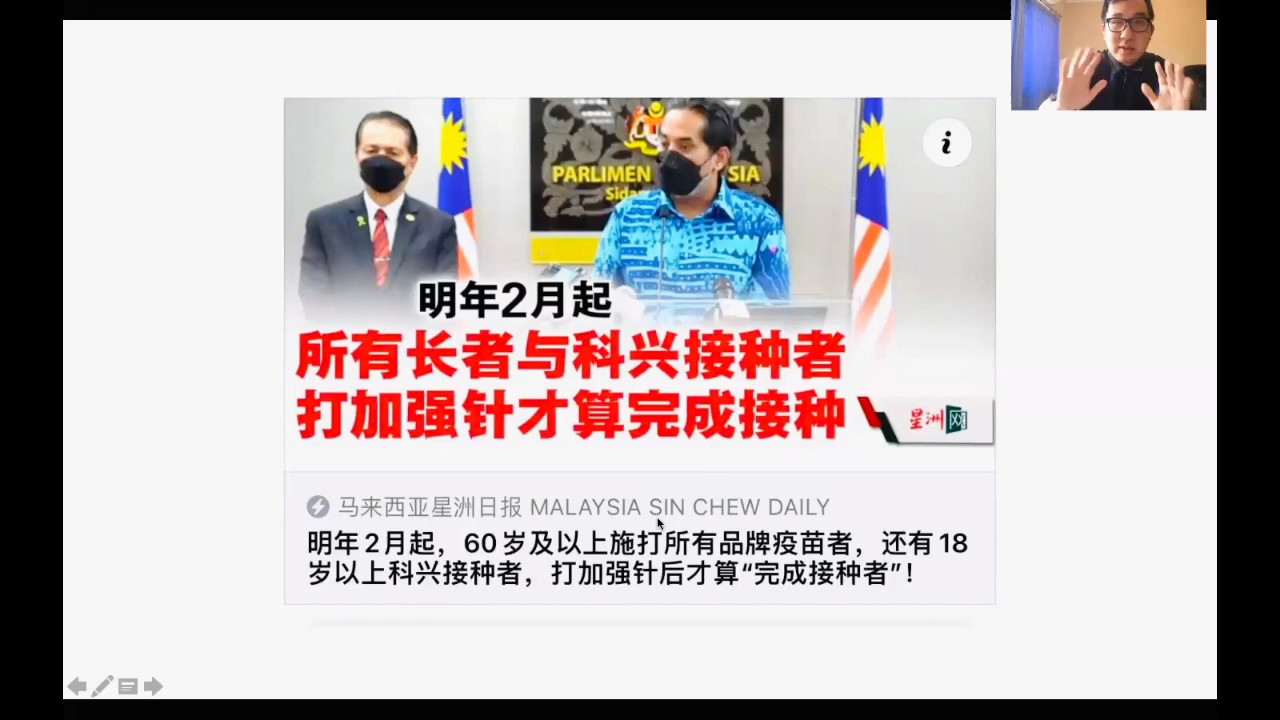 PARLIMEN SIA
Sida
i
明年2月起
所有长者与科兴接种者
打加强针才算完成接种
星洲网
马来西亚星洲日报 MALAYSIA SIN CHEW DAILY
明年2月起，60岁及以上施打所有品牌疫苗者，还有18
岁以上科兴接种者，打加强针后才算“完成接种者”！